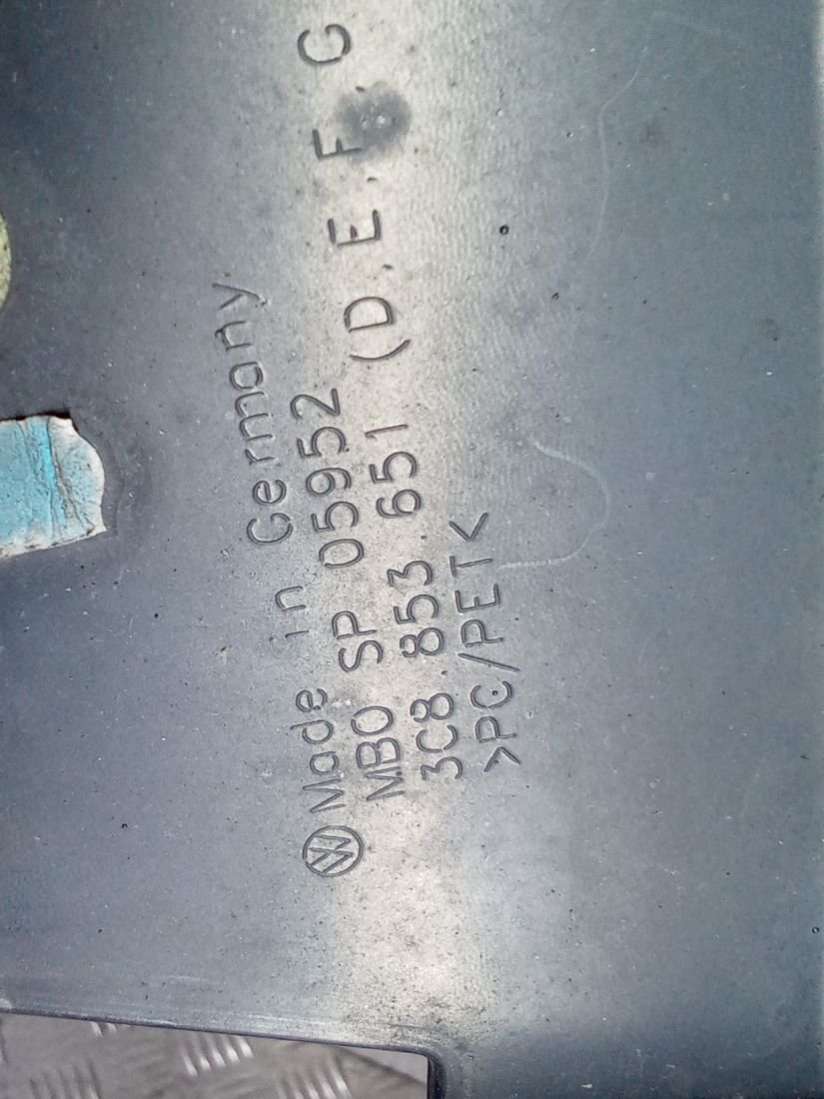 Made in Germany
MBO SP 05952
3C8 853 651 (D,E,F,G
>PC/PET<